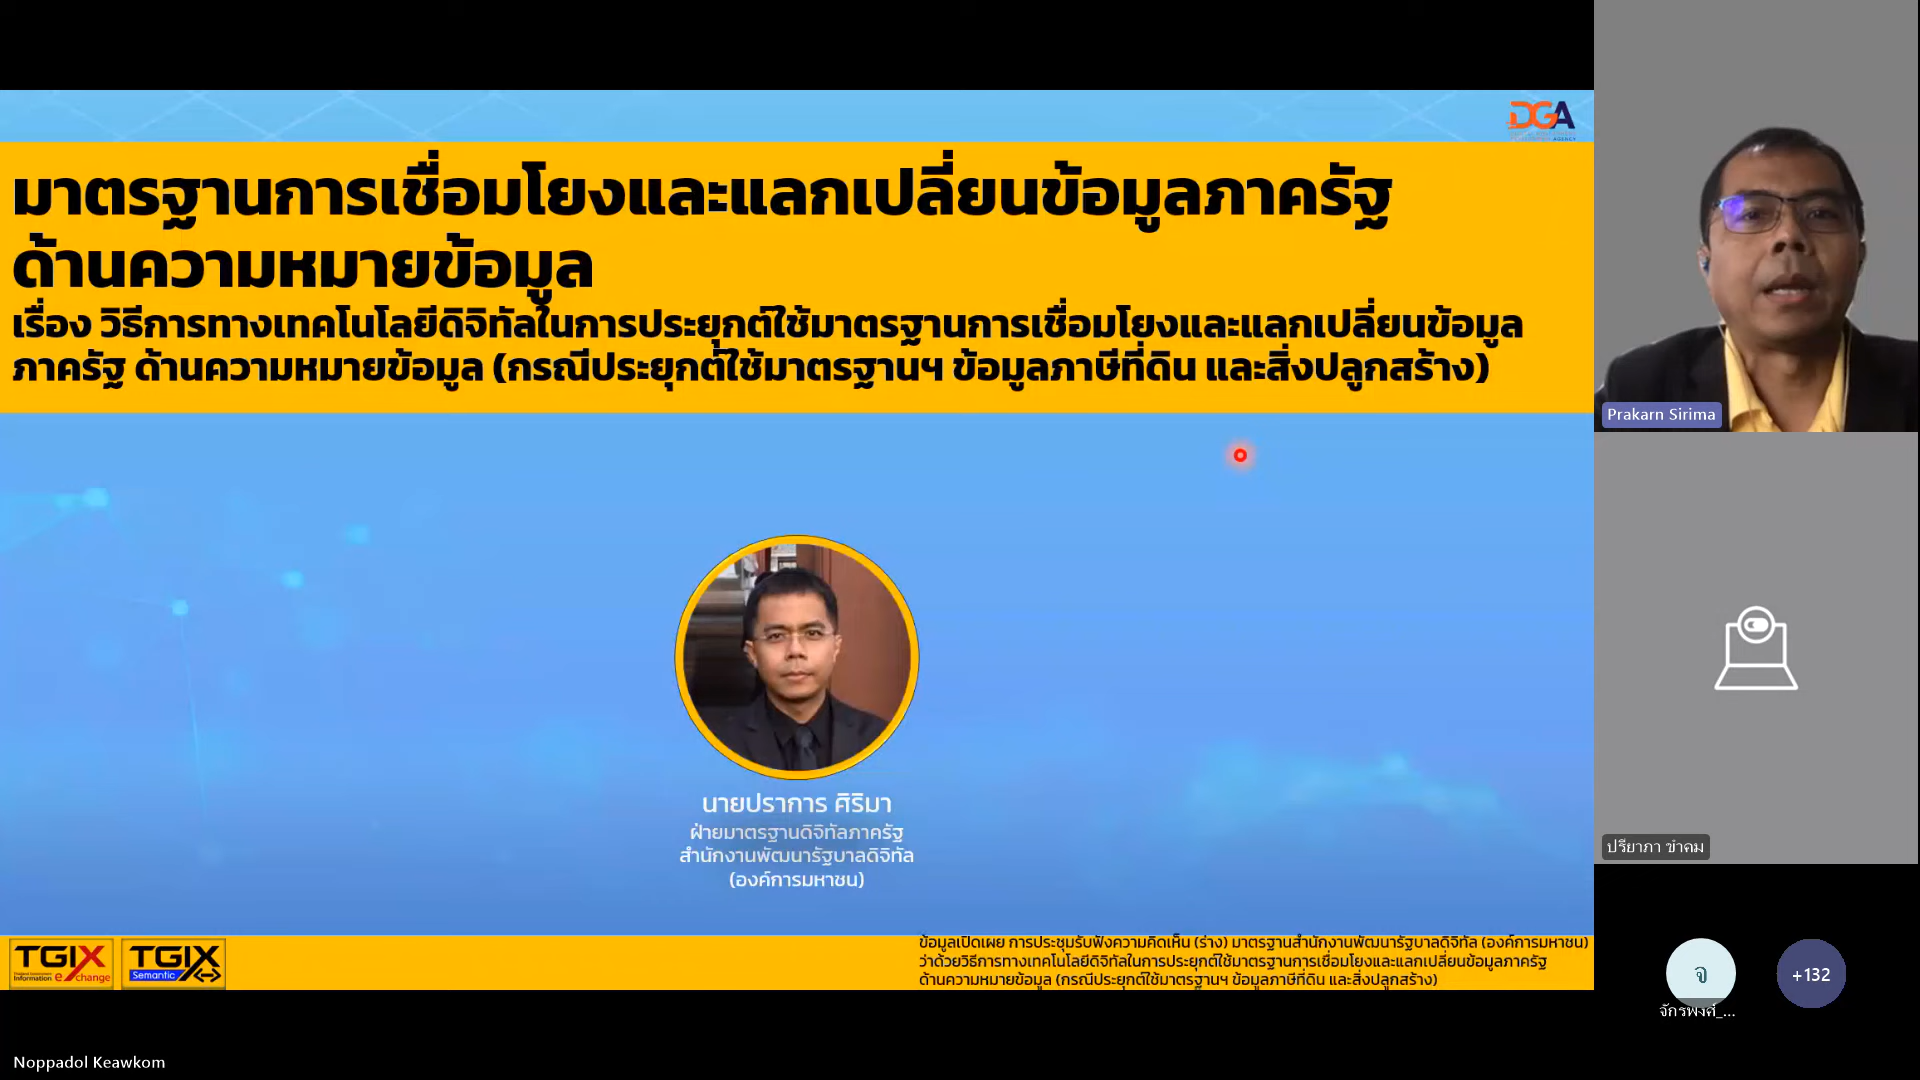 DGA
AGENCY
มาตรฐานการเชื่อมโยงและแลกเปลี่ยนข้อมูลภาครัฐ
ด้านความหมายข้อมูล
เรื่อง วิธีการทางเทคโนโลยีดิจิทัลในการประยุกต์ใช้มาตรฐานการเชื่อมโยงและแลกเปลี่ยนข้อมูล
ภาครัฐ ด้านความหมายข้อมูล (กรณีประยุกต์ใช้มาตรฐานฯ ข้อมูลภาษีที่ดิน และสิ่งปลูกสร้าง)
นายปราการ ศิริมา
ฝ่ายมาตรฐานดิจิทัลภาครัฐ
สำนักงานพัฒนารัฐบาลดิจิทัล
(องค์การมหาชน)
TGIX
Information exchange
TGIX
Semantic
ข้อมูลเปิดเผย การประชุมรับฟังความคิดเห็น (ร่าง) มาตรฐานสำนักงานพัฒนารัฐบาลดิจิทัล (องค์การมหาชน)
ว่าด้วยวิธีการทางเทคโนโลยีดิจิทัลในการประยุกต์ใช้มาตรฐานการเชื่อมโยงและแลกเปลี่ยนข้อมูลภาครัฐ
ด้านความหมายข้อมูล (กรณีประยุกต์ใช้มาตรฐานฯ ข้อมูลภาษีที่ดิน และสิ่งปลูกสร้าง)
Prakarn Sirima
ปรียาภา ขำคม
จ
จักรพงศ์_...
+132
Noppadol Keawkom